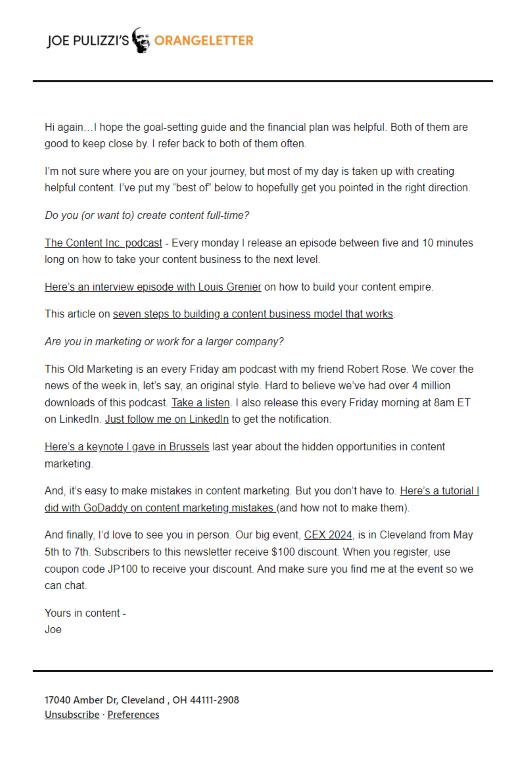 JOE PULIZZI'S ORANGELETTER
Hi again…I hope the goal-setting guide and the financial plan was helpful. Both of them are
good to keep close by. I refer back to both of them often.
I'm not sure where you are on your journey, but most of my day is taken up with creating
helpful content. I've put my "best of" below to hopefully get you pointed in the right direction.
Do you (or want to) create content full-time?
The Content Inc. podcast - Every monday I release an episode between five and 10 minutes
long on how to take your content business to the next level.
Here's an interview episode with Louis Grenier on how to build your content empire.
This article on seven steps to building a content business model that works.
Are you in marketing or work for a larger company?
This Old Marketing is an every Friday am podcast with my friend Robert Rose. We cover the
news of the week in, let's say, an original style. Hard to believe we've had over 4 million
downloads of this podcast. Take a listen. I also release this every Friday morning at 8am ET
on LinkedIn. Just follow me on LinkedIn to get the notification.
Here's a keynote I gave in Brussels last year about the hidden opportunities in content
marketing.
And, it's easy to make mistakes in content marketing. But you don't have to. Here's a tutorial I
did with GoDaddy on content marketing mistakes (and how not to make them).
And finally, I'd love to see you in person. Our big event, CEX 2024, is in Cleveland from May
5th to 7th. Subscribers to this newsletter receive $100 discount. When you register, use
coupon code JP100 to receive your discount. And make sure you find me at the event so we
can chat.
Yours in content -
Joe
17040 Amber Dr, Cleveland , OH 44111-2908
Unsubscribe · Preferences